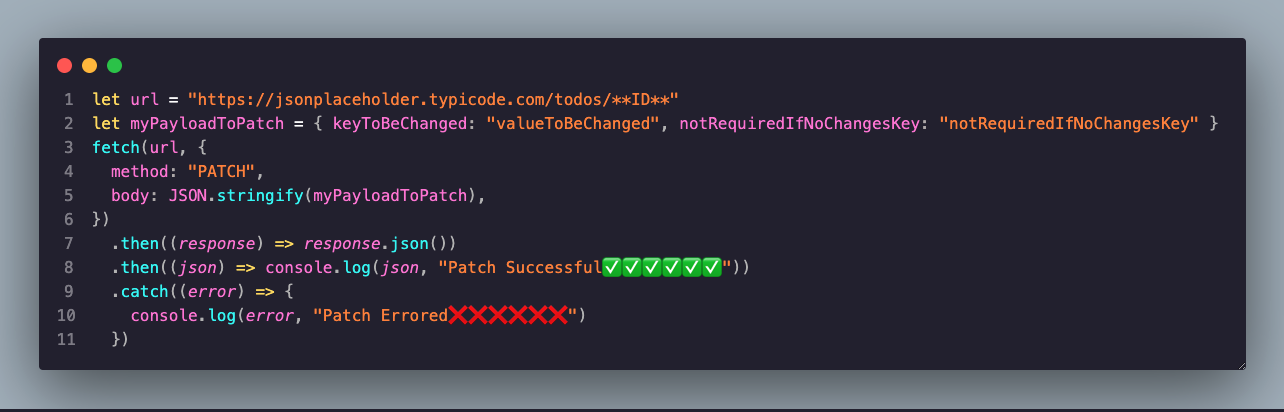 1 let url = "https://jsonplaceholder.typicode.com/todos/**ID**"
2 let myPayloadToPatch = { keyToBeChanged: "valueToBeChanged", notRequiredIfNoChangesKey: "notRequiredIfNoChangesKey" }
3 fetch(url, {
4   method: "PATCH",
5   body: JSON.stringify(myPayloadToPatch),
6 })
7   .then((response) => response.json())
8   .then((json) => console.log(json, "Patch Successful✅✅✅✅✅✅"))
9   .catch((error) => {
10     console.log(error, "Patch Errored❌❌❌❌❌❌")
11   })